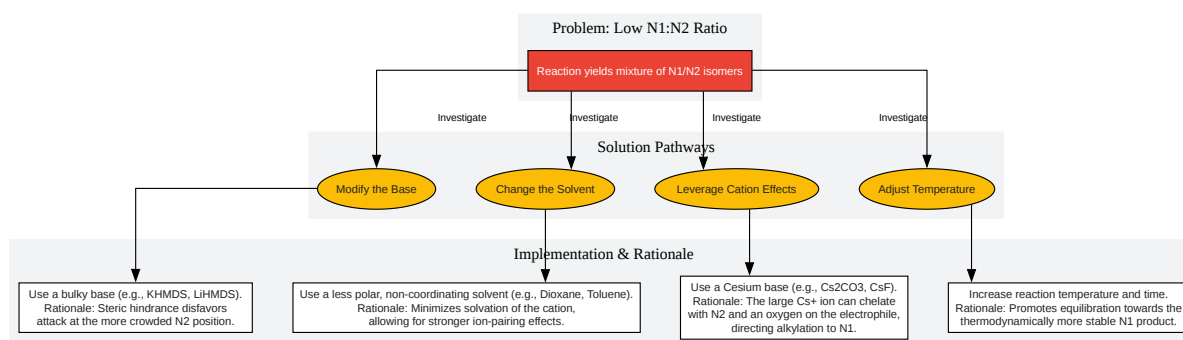 Problem: Low N1:N2 Ratio
Reaction yields mixture of N1/N2 isomers
Investigate
Investigate
Investigate
Investigate
Solution Pathways
Modify the Base
Change the Solvent
Leverage Cation Effects
Adjust Temperature
Implementation & Rationale
Use a bulky base (e.g., KHMDS, LiHMDS).
Rationale: Steric hindrance disfavors
attack at the more crowded N2 position.
Use a less polar, non-coordinating solvent (e.g., Dioxane, Toluene).
Rationale: Minimizes solvation of the cation,
allowing for stronger ion-pairing effects.
Use a Cesium base (e.g., Cs2CO3, CsF).
Rationale: The large Cs+ ion can chelate
with N2 and an oxygen on the electrophile,
directing alkylation to N1.
Increase reaction temperature and time.
Rationale: Promotes equilibration towards the
thermodynamically more stable N1 product.